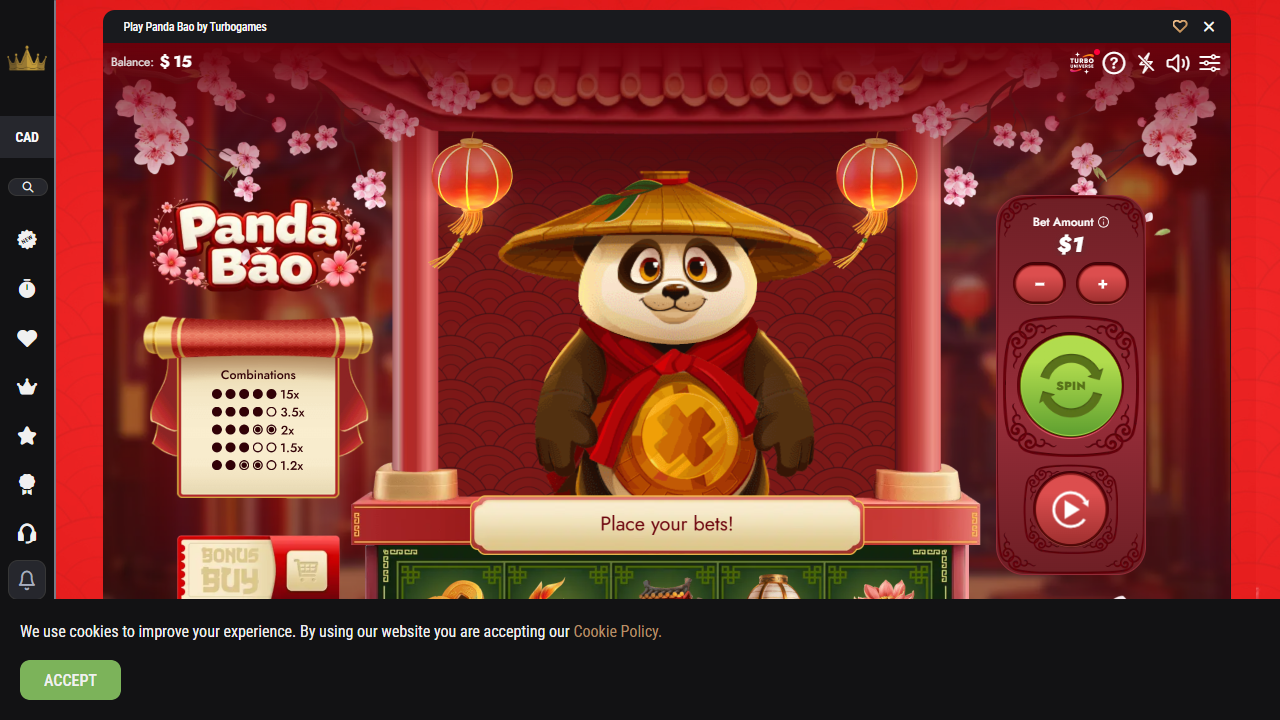 Play Panda Bao by Turbogames
Balance: $ 15
TURBO
UNIVERSE
CAD
NEW
Panda
Bǎo
Bet Amount
$1
SPIN
Combinations
15x
3.5x
2x
1.5x
1.2x
Place your bets!
BONUS
BUY
We use cookies to improve your experience. By using our website you are accepting our Cookie Policy.
ACCEPT